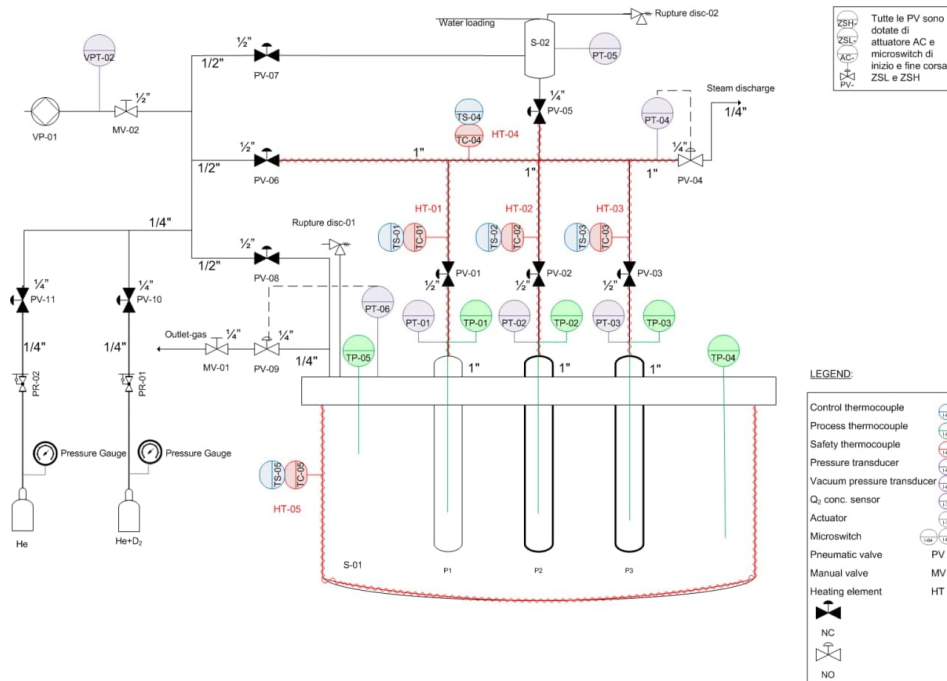 Water loading
Rupture disc-02
S-02
PT-05
½"
1/2"
PV-07
VPT-02
½"
MV-02
VP-01
¼"
PV-05
TS-04
TC-04
HT-04
PT-04
Steam discharge
1/4"
¼"
PV-04
½"
1/2"
PV-06
1"
1"
1"
HT-01
HT-02
HT-03
TS-01
TC-01
TS-02
TC-02
TS-03
TC-03
1/4"
Rupture disc-01
½"
1/2"
PV-08
½"
PV-01
½"
PV-02
½"
PV-03
¼"
PV-11
¼"
PV-10
PT-06
PT-01
TP-01
PT-02
TP-02
PT-03
TP-03
Outlet-gas
¼"
MV-01
¼"
PV-09
1/4"
TP-05
TP-04
1/4"
1/4"
PR-02
PR-01
1"
1"
1"
Pressure Gauge
Pressure Gauge
TS-05
TC-05
HT-05
He
He+D₂
S-01
P1
P2
P3
ZSH-
ZSL-
AC-
PV-
Tutte le PV sono
dotate di
attuatore AC e
microswitch di
inizio e fine corsa
ZSL e ZSH
LEGEND:
Control thermocouple
Process thermocouple
Safety thermocouple
Pressure transducer
Vacuum pressure transducer
Q₂ conc. sensor
Actuator
Microswitch
Pneumatic valve PV
Manual valve MV
Heating element HT
NC
NO